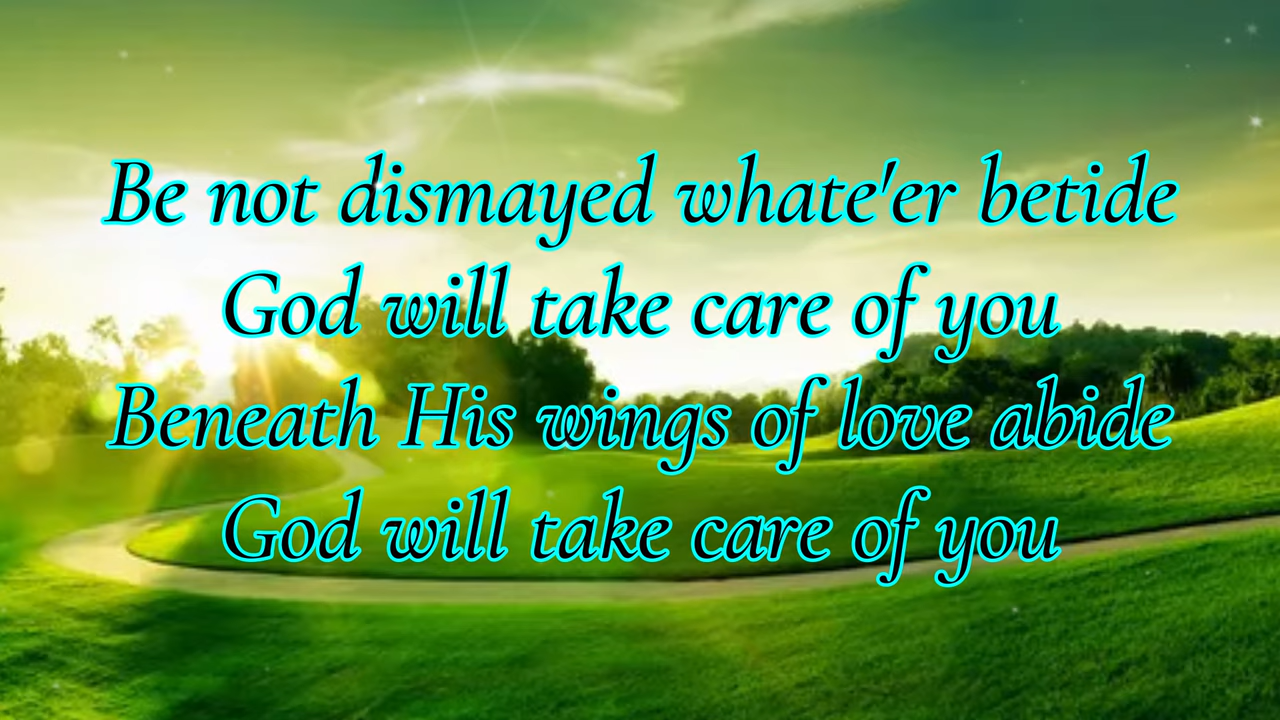 Be not dismayed whate'er betide
God will take care of you
Beneath His wings of love abide
God will take care of you